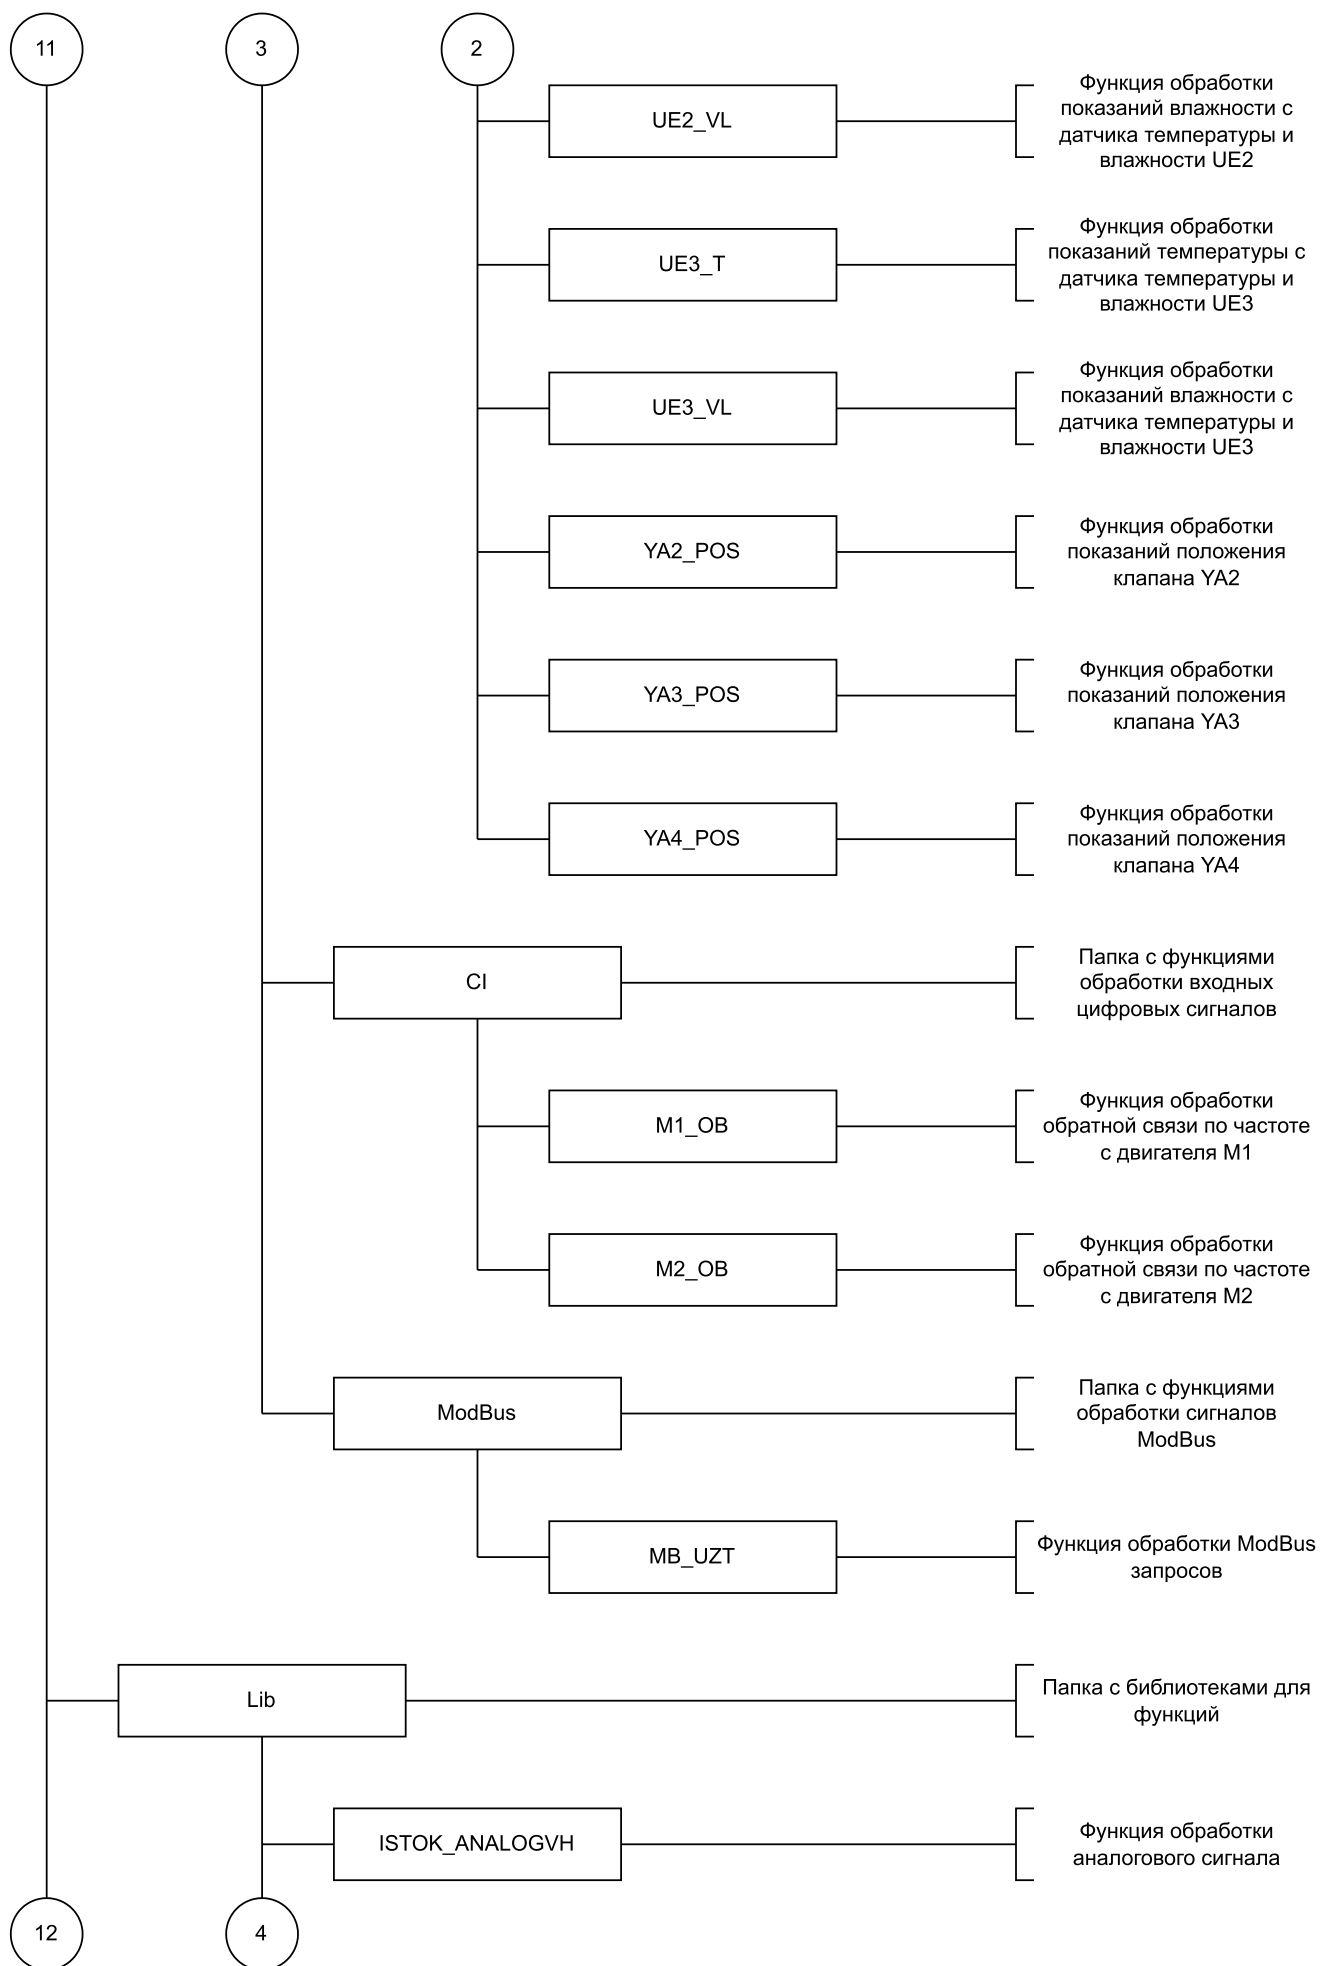 11
3
2
UE2_VL
Функция обработки
показаний влажности с
датчика температуры и
влажности UE2
UE3_T
Функция обработки
показаний температуры с
датчика температуры и
влажности UE3
UE3_VL
Функция обработки
показаний влажности с
датчика температуры и
влажности UE3
YA2_POS
Функция обработки
показаний положения
клапана YA2
YA3_POS
Функция обработки
показаний положения
клапана YA3
YA4_POS
Функция обработки
показаний положения
клапана YA4
CI
Папка с функциями
обработки входных
цифровых сигналов
M1_OB
Функция обработки
обратной связи по частоте
с двигателя М1
M2_OB
Функция обработки
обратной связи по частоте
с двигателя М2
ModBus
Папка с функциями
обработки сигналов
ModBus
MB_UZT
Функция обработки ModBus
запросов
Lib
Папка с библиотеками для
функций
ISTOK_ANALOGVH
Функция обработки
аналогового сигнала
12
4